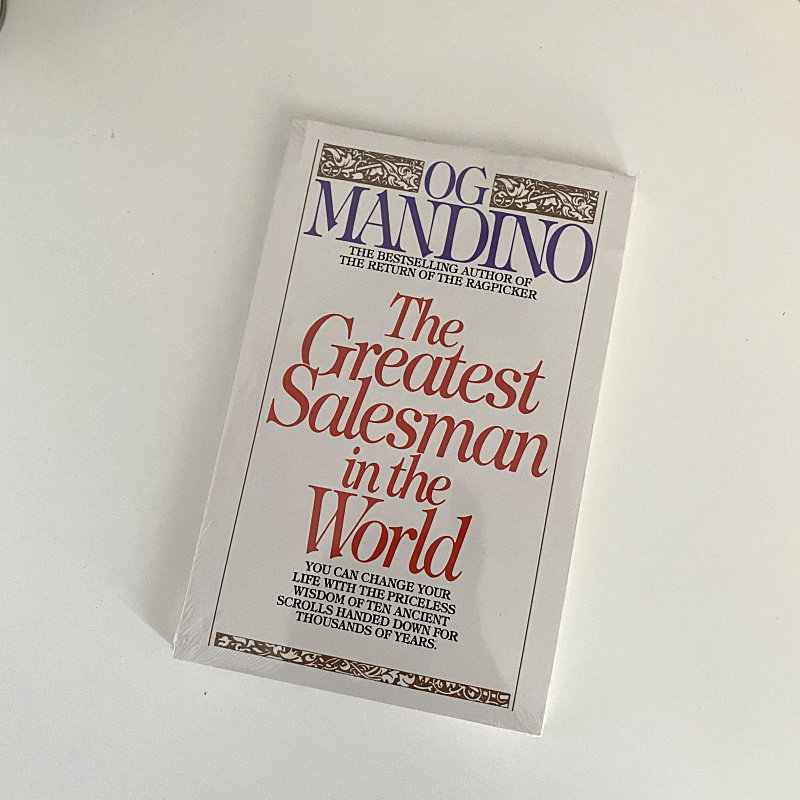 OG
MANDINO
THE BESTSELLING AUTHOR OF
THE RETURN OF THE RAGPICKER
The
Greatest
Salesman
in the
World
YOU CAN CHANGE YOUR
LIFE WITH THE PRICELESS
WISDOM OF TEN ANCIENT
SCROLLS HANDED DOWN FOR
THOUSANDS OF YEARS.